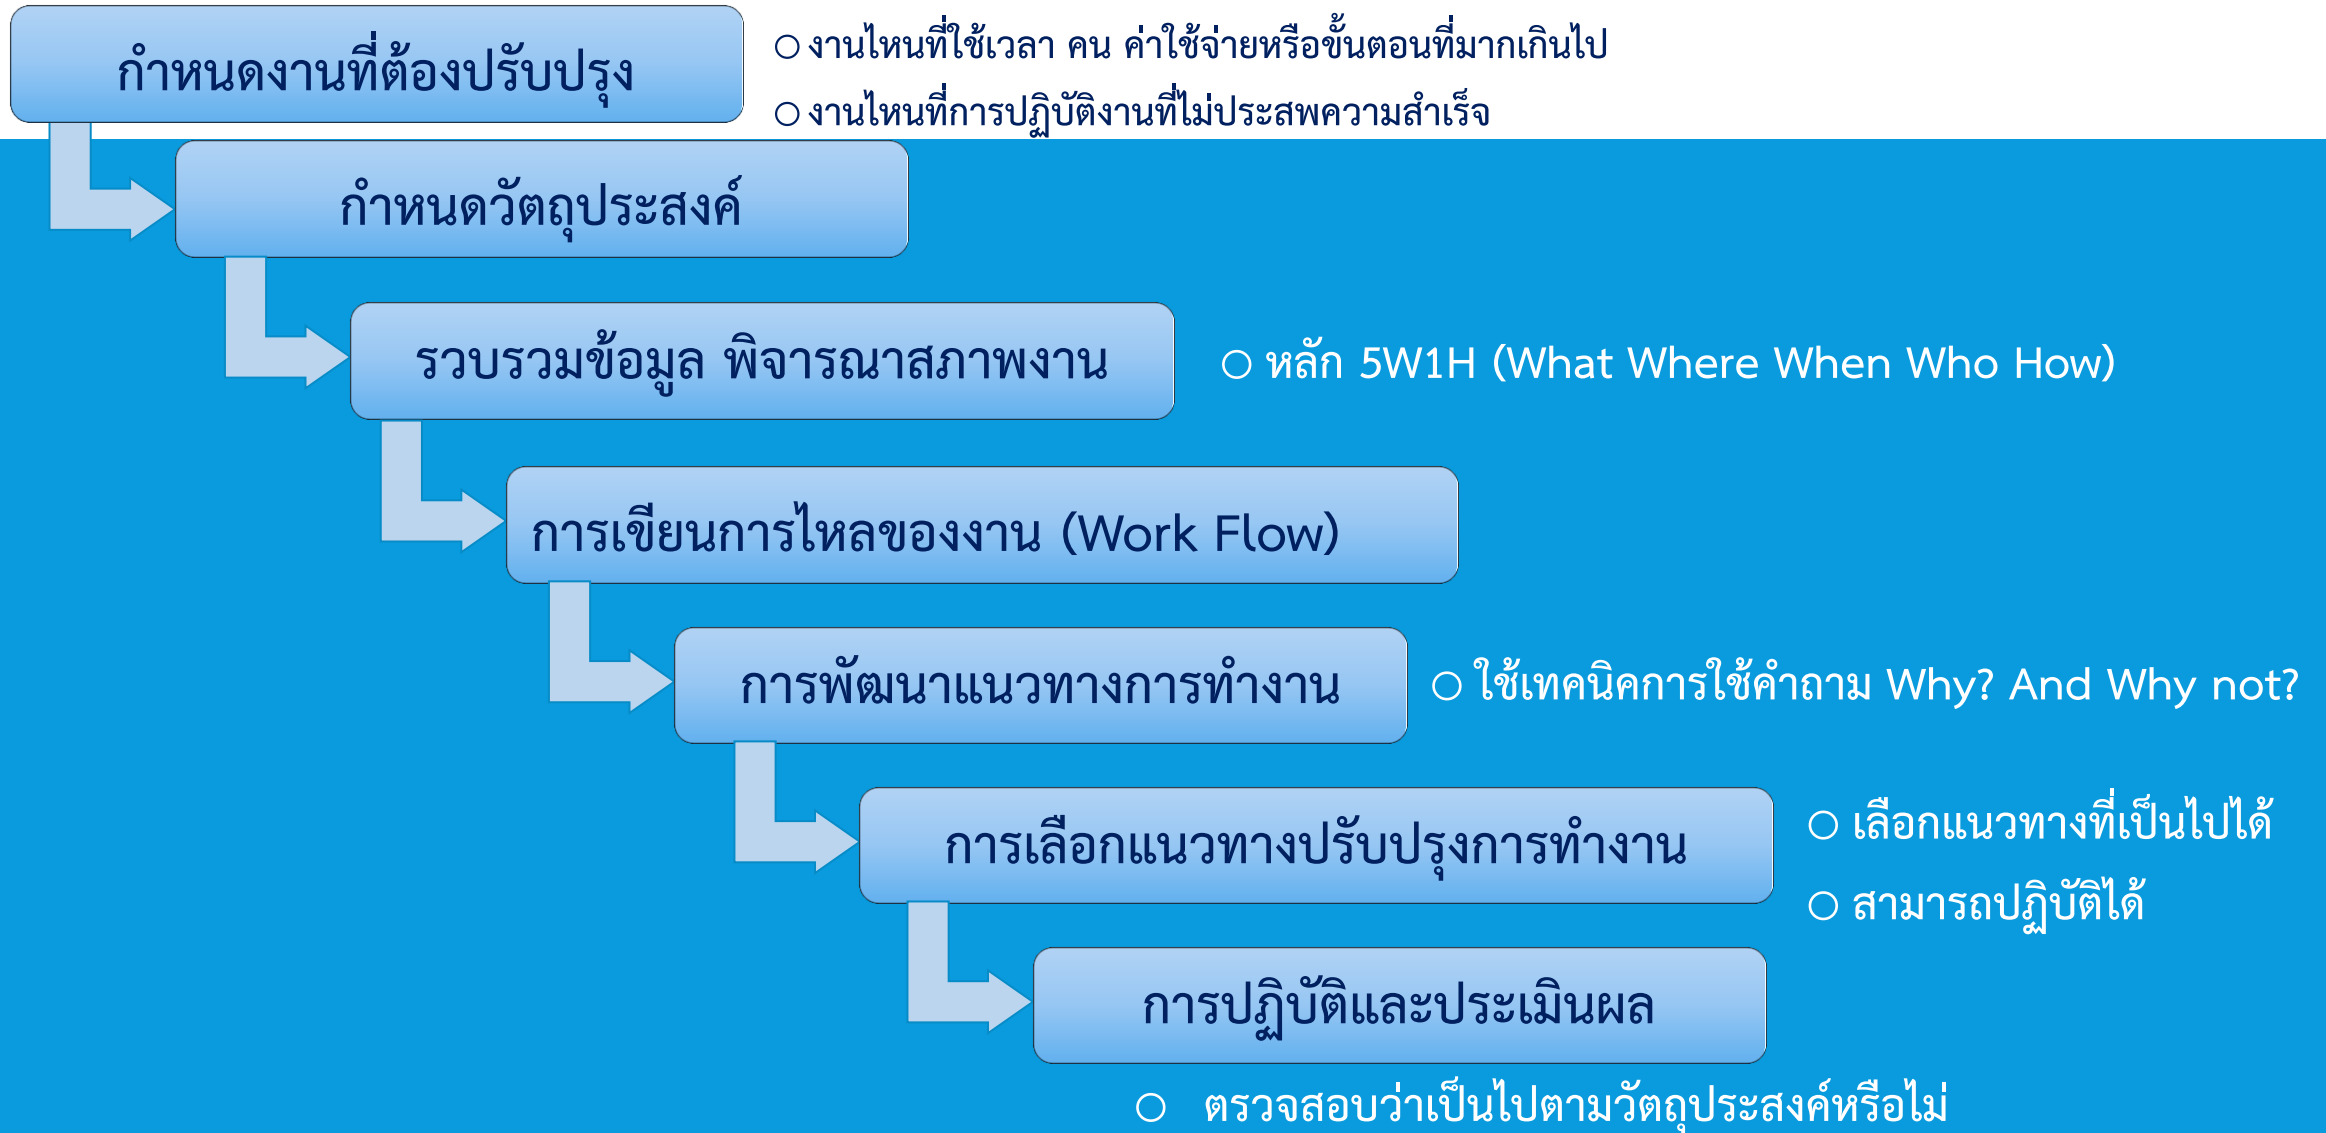 กำหนดงานที่ต้องปรับปรุง
○ งานไหนที่ใช้เวลา คน ค่าใช้จ่ายหรือขั้นตอนที่มากเกินไป
○ งานไหนที่การปฏิบัติงานที่ไม่ประสพความสำเร็จ
กำหนดวัตถุประสงค์
รวบรวมข้อมูล พิจารณาสภาพงาน
○ หลัก 5W1H (What Where When Who How)
การเขียนการไหลของงาน (Work Flow)
การพัฒนาแนวทางการทำงาน
○ ใช้เทคนิคการใช้คำถาม Why? And Why not?
การเลือกแนวทางปรับปรุงการทำงาน
○ เลือกแนวทางที่เป็นไปได้
○ สามารถปฏิบัติได้
การปฏิบัติและประเมินผล
○ ตรวจสอบว่าเป็นไปตามวัตถุประสงค์หรือไม่